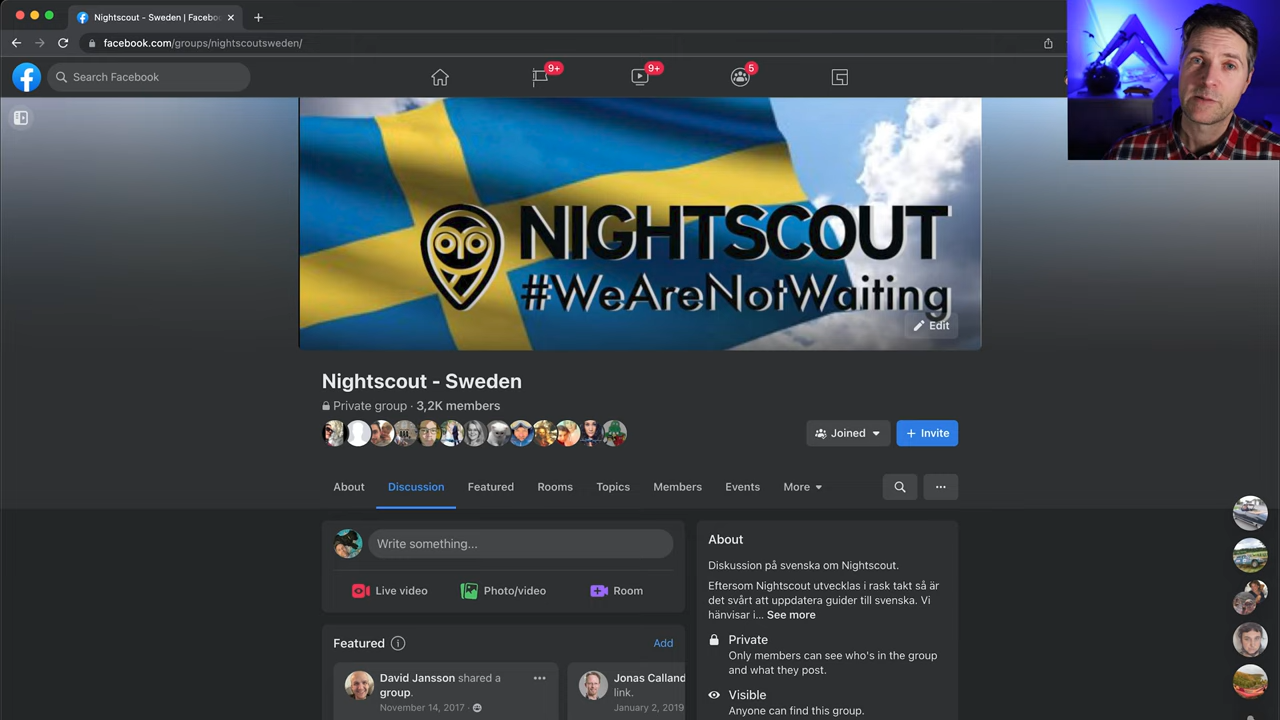 Nightscout - Sweden | Facebo
facebook.com/groups/nightscoutsweden/
Search Facebook
9+
9+
5
NIGHTSCOUT
#WeAreNotWaiting
Edit
Nightscout - Sweden
Private group · 3,2K members
Joined
+ Invite
About
Discussion
Featured
Rooms
Topics
Members
Events
More
Write something...
Live video
Photo/video
Room
Featured
Add
David Jansson shared a
group.
November 14, 2017 ·
Jonas Calland
link.
January 2, 2019
About
Diskussion på svenska om Nightscout.
Eftersom Nightscout utvecklas i rask takt så är
det svårt att uppdatera guider till svenska. Vi
hänvisar i... See more
Private
Only members can see who's in the group
and what they post.
Visible
Anyone can find this group.